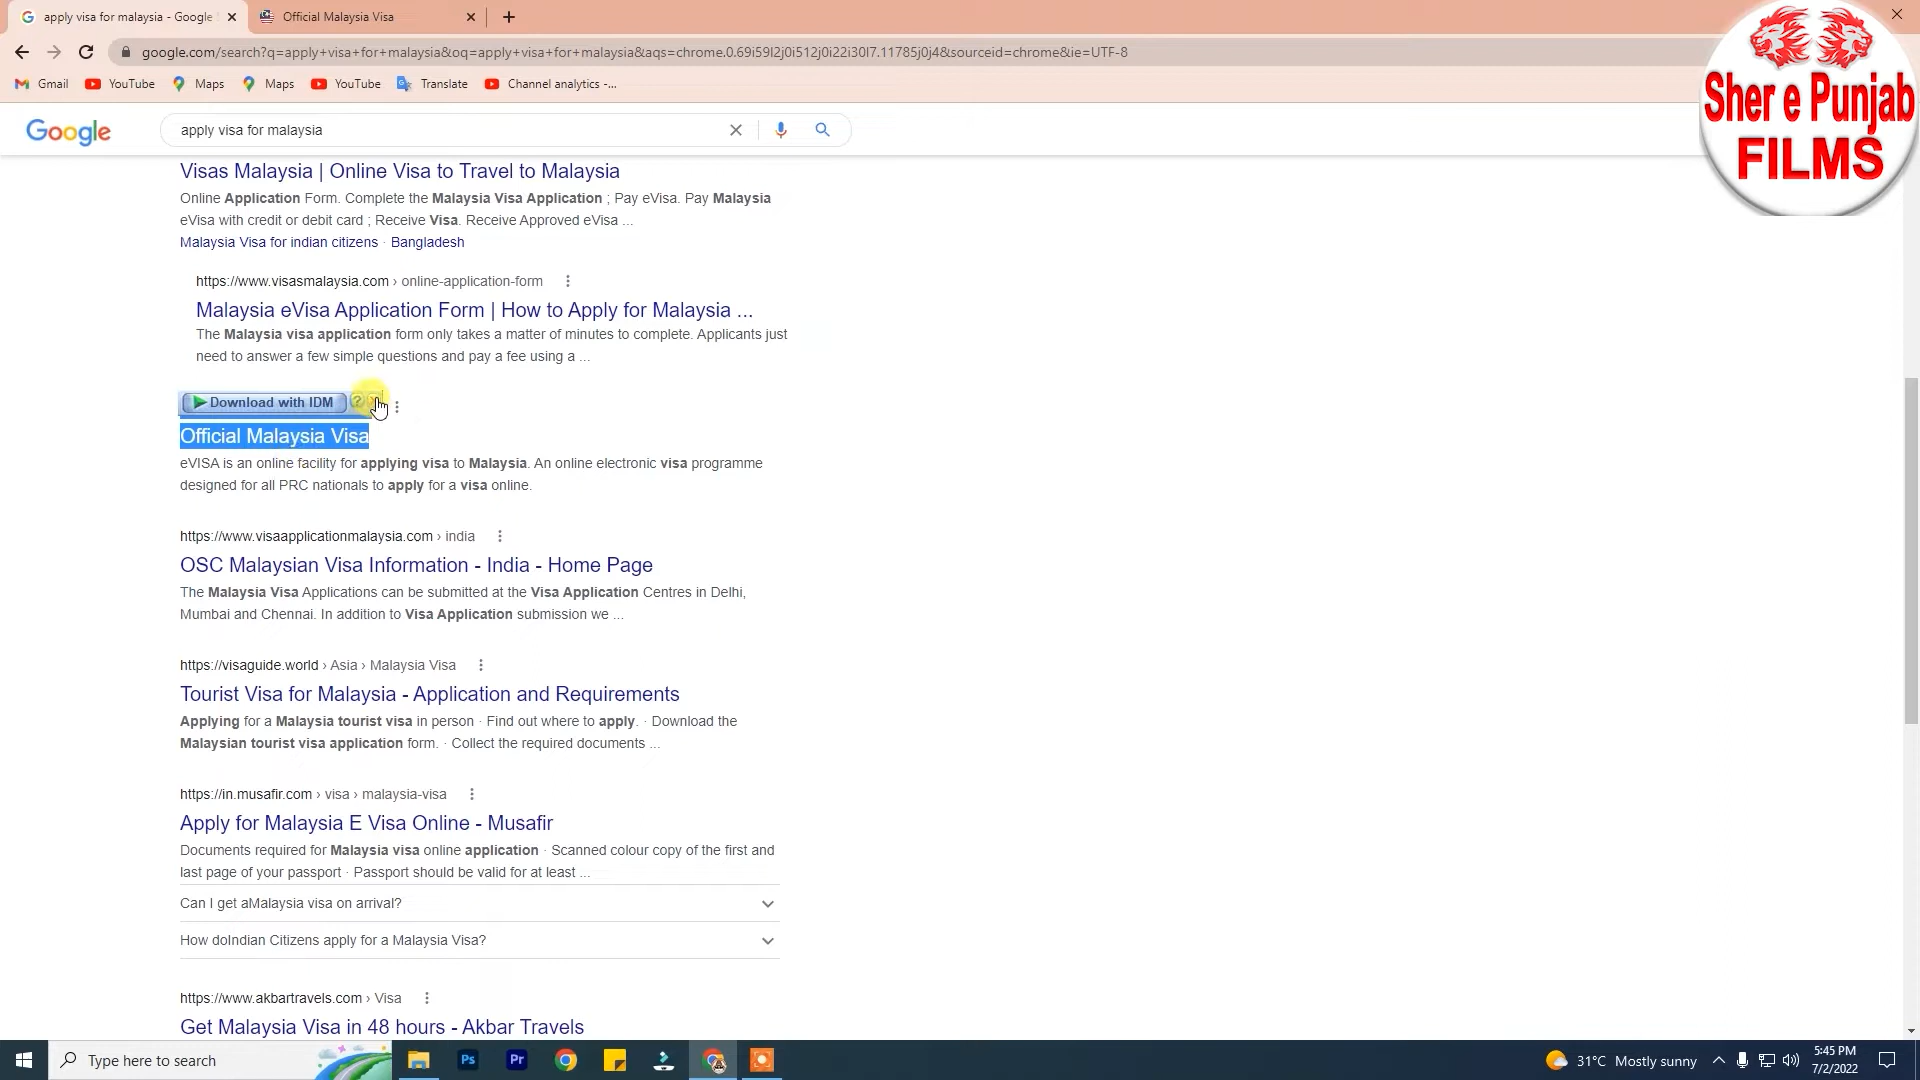 apply visa for malaysia - Google
Official Malaysia Visa
google.com/search?q=apply+visa+for+malaysia&oq=apply+visa+for+malaysia&aqs=chrome.0.69i59l2j0i512j0i22i30l7.11785j0j4&sourceid=chrome&ie=UTF-8
Gmail YouTube Maps Maps YouTube Translate Channel analytics -...
Sher e Punjab
FILMS
Google
apply visa for malaysia
Visas Malaysia | Online Visa to Travel to Malaysia
Online Application Form. Complete the Malaysia Visa Application ; Pay eVisa. Pay Malaysia
eVisa with credit or debit card ; Receive Visa. Receive Approved eVisa ...
Malaysia Visa for indian citizens · Bangladesh
https://www.visasmalaysia.com › online-application-form
Malaysia eVisa Application Form | How to Apply for Malaysia ...
The Malaysia visa application form only takes a matter of minutes to complete. Applicants just
need to answer a few simple questions and pay a fee using a ...
Download with IDM ?
Official Malaysia Visa
eVISA is an online facility for applying visa to Malaysia. An online electronic visa programme
designed for all PRC nationals to apply for a visa online.
https://www.visaapplicationmalaysia.com › india
OSC Malaysian Visa Information - India - Home Page
The Malaysia Visa Applications can be submitted at the Visa Application Centres in Delhi,
Mumbai and Chennai. In addition to Visa Application submission we ...
https://visaguide.world › Asia › Malaysia Visa
Tourist Visa for Malaysia - Application and Requirements
Applying for a Malaysia tourist visa in person · Find out where to apply. · Download the
Malaysian tourist visa application form. · Collect the required documents ...
https://in.musafir.com › visa › malaysia-visa
Apply for Malaysia E Visa Online - Musafir
Documents required for Malaysia visa online application · Scanned colour copy of the first and
last page of your passport · Passport should be valid for at least ...
Can I get aMalaysia visa on arrival?
How doIndian Citizens apply for a Malaysia Visa?
https://www.akbartravels.com › Visa
Get Malaysia Visa in 48 hours - Akbar Travels
Type here to search
Ps
Pr
31°C Mostly sunny
5:45 PM
7/2/2022